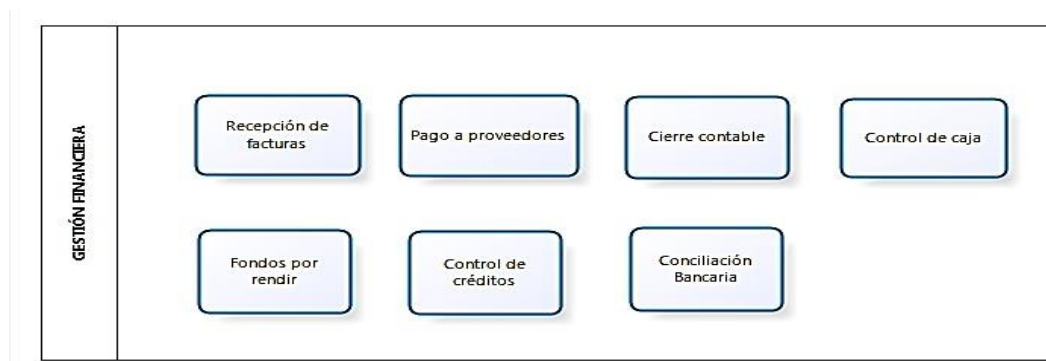 GESTIÓN FINANCIERA
Recepción de
facturas
Pago a proveedores
Cierre contable
Control de caja
Fondos por
rendir
Control de
créditos
Conciliación
Bancaria